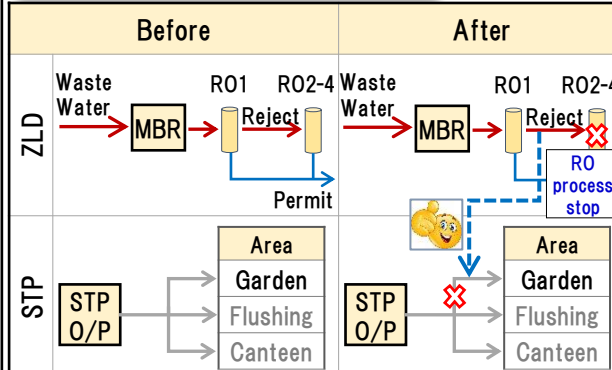 Before
After
ZLD
Waste
Water
MBR
RO1
RO2-4
Reject
Permit
Waste
Water
MBR
RO1
RO2-4
Reject
RO
process
stop
STP
STP
O/P
Area
Garden
Flushing
Canteen
STP
O/P
Area
Garden
Flushing
Canteen